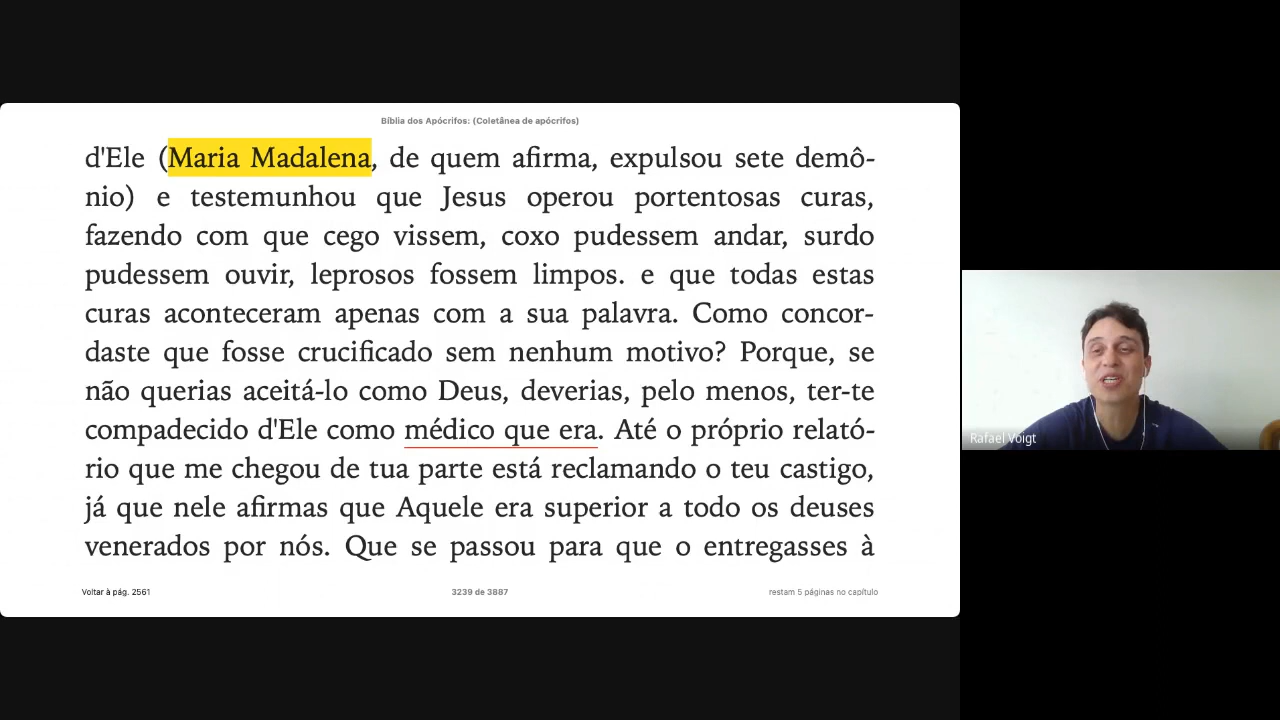 Bíblia dos Apócrifos: (Coletânea de apócrifos)
d'Ele (Maria Madalena, de quem afirma, expulsou sete demô-
nio) e testemunhou que Jesus operou portentosas curas,
fazendo com que cego vissem, coxo pudessem andar, surdo
pudessem ouvir, leprosos fossem limpos. e que todas estas
curas aconteceram apenas com a sua palavra. Como concor-
daste que fosse crucificado sem nenhum motivo? Porque, se
não querias aceitá-lo como Deus, deverias, pelo menos, ter-te
compadecido d'Ele como médico que era. Até o próprio relató-
rio que me chegou de tua parte está reclamando o teu castigo,
já que nele afirmas que Aquele era superior a todo os deuses
venerados por nós. Que se passou para que o entregasses à
Voltar à pág. 2561
3239 de 3887
restam 5 páginas no capítulo
Rafael Voigt